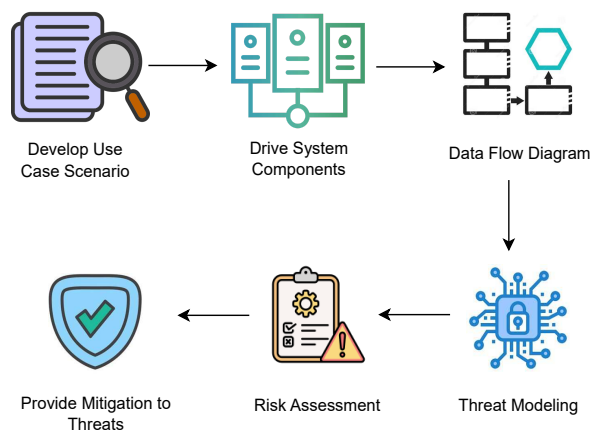 Develop Use
Case Scenario
Drive System
Components
Data Flow Diagram
Provide Mitigation to
Threats
Risk Assessment
Threat Modeling